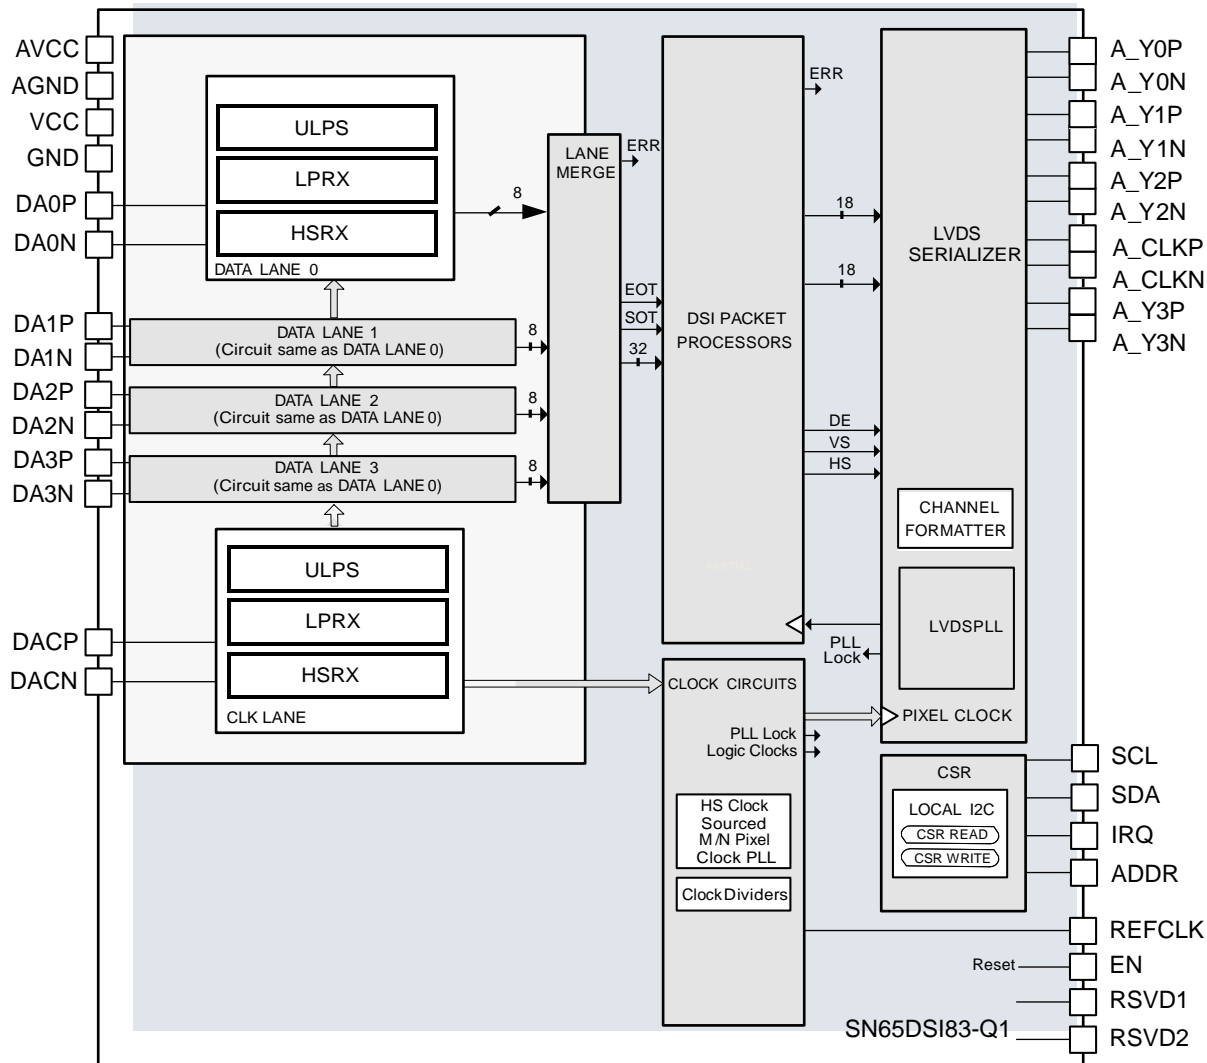 AVCC
AGND
VCC
GND
DA0P
DA0N
DA1P
DA1N
DA2P
DA2N
DA3P
DA3N
DACP
DACN
ULPS
LPRX
HSRX
DATA LANE 0
8
DATA LANE 1
(Circuit same as DATA LANE 0)
8
DATA LANE 2
(Circuit same as DATA LANE 0)
8
DATA LANE 3
(Circuit same as DATA LANE 0)
8
ULPS
LPRX
HSRX
CLK LANE
LANE
MERGE
ERR
EOT
SOT
32
DSI PACKET
PROCESSORS
ERR
18
18
DE
VS
HS
PLL
Lock
CLOCK CIRCUITS
PLL Lock
Logic Clocks
HS Clock
Sourced
M/N Pixel
Clock PLL
Clock Dividers
LVDS
SERIALIZER
CHANNEL
FORMATTER
LVDSPLL
PIXEL CLOCK
CSR
LOCAL I2C
CSR READ
CSR WRITE
A_Y0P
A_Y0N
A_Y1P
A_Y1N
A_Y2P
A_Y2N
A_CLKP
A_CLKN
A_Y3P
A_Y3N
SCL
SDA
IRQ
ADDR
REFCLK
Reset
EN
RSVD1
SN65DSI83-Q1
RSVD2